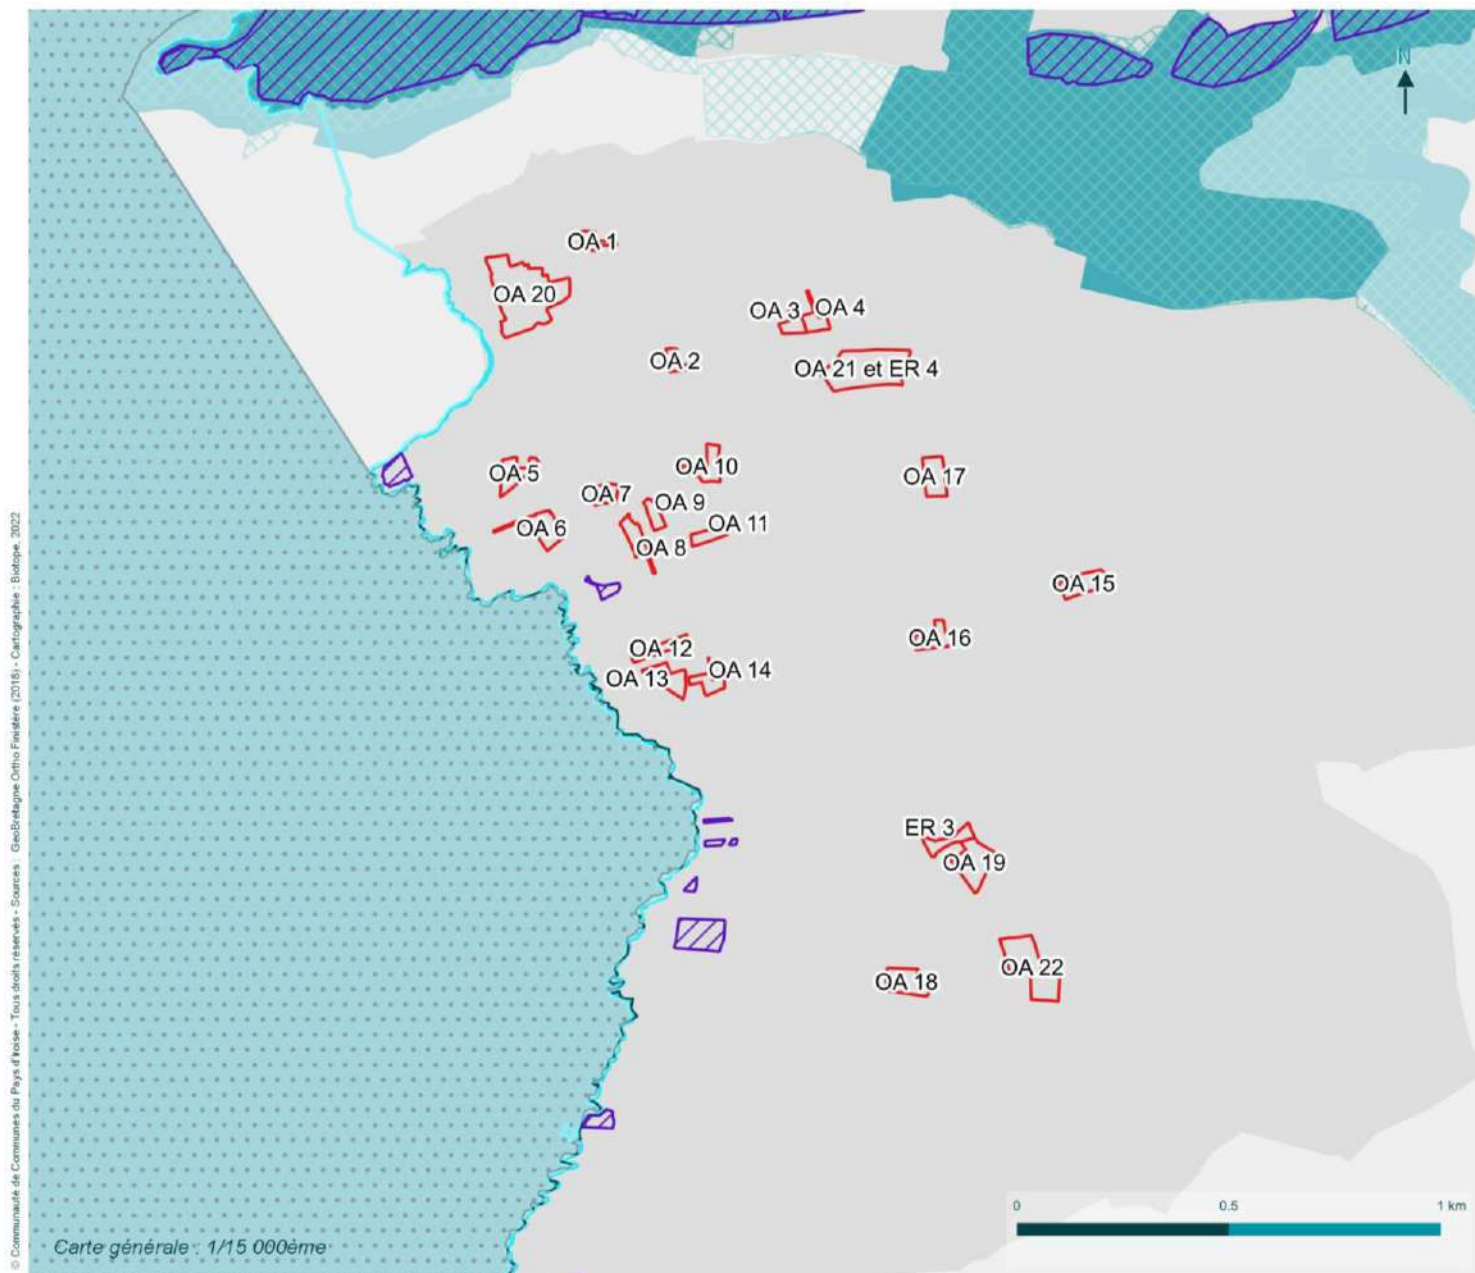 N
OA 1
OA 20
OA 3
OA 4
OA 2
OA 21 et ER 4
OA 10
OA 5
OA 17
OA 7
OA 9
OA 6
OA 11
OA 8
OA 15
OA 16
OA 12
OA 13
OA 14
ER 3
OA 19
OA 22
OA 18
0 0.5 1 km
Carte générale : 1/15 000ème
© Communauté de Communes du Pays d'Iroise - Tous droits réservés - Sources : GéoBretagne Ortho Finistère (2018) - Cartographie : Biotope, 2022